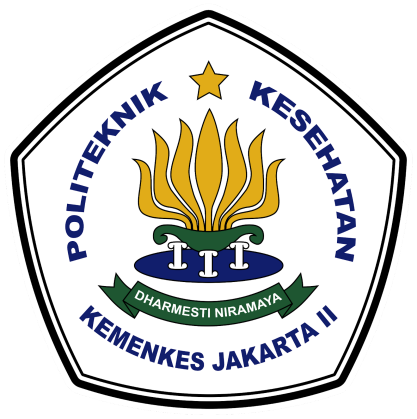 POLITEKNIK KESEHATAN
DHARMESTI NIRAMAYA
KEMENKES JAKARTA II